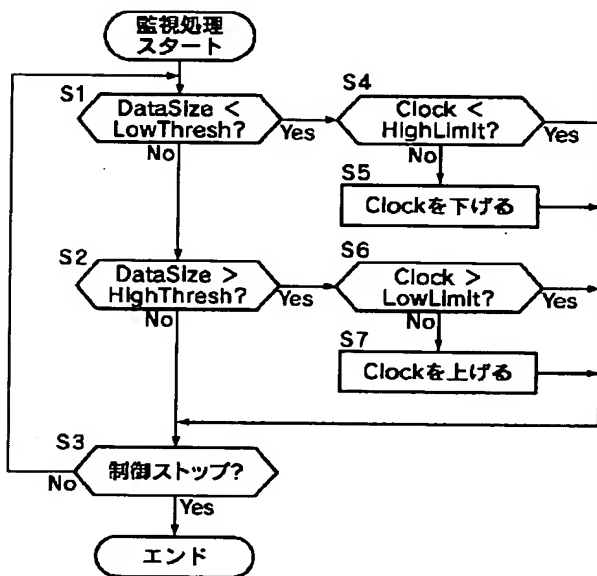 監視処理
スタート
S1
DataSize <
LowThresh?
Yes
No
S4
Clock <
HighLimit?
Yes
No
S5
Clockを下げる
S2
DataSize >
HighThresh?
Yes
No
S6
Clock >
LowLimit?
Yes
No
S7
Clockを上げる
S3
制御ストップ?
No
Yes
エンド